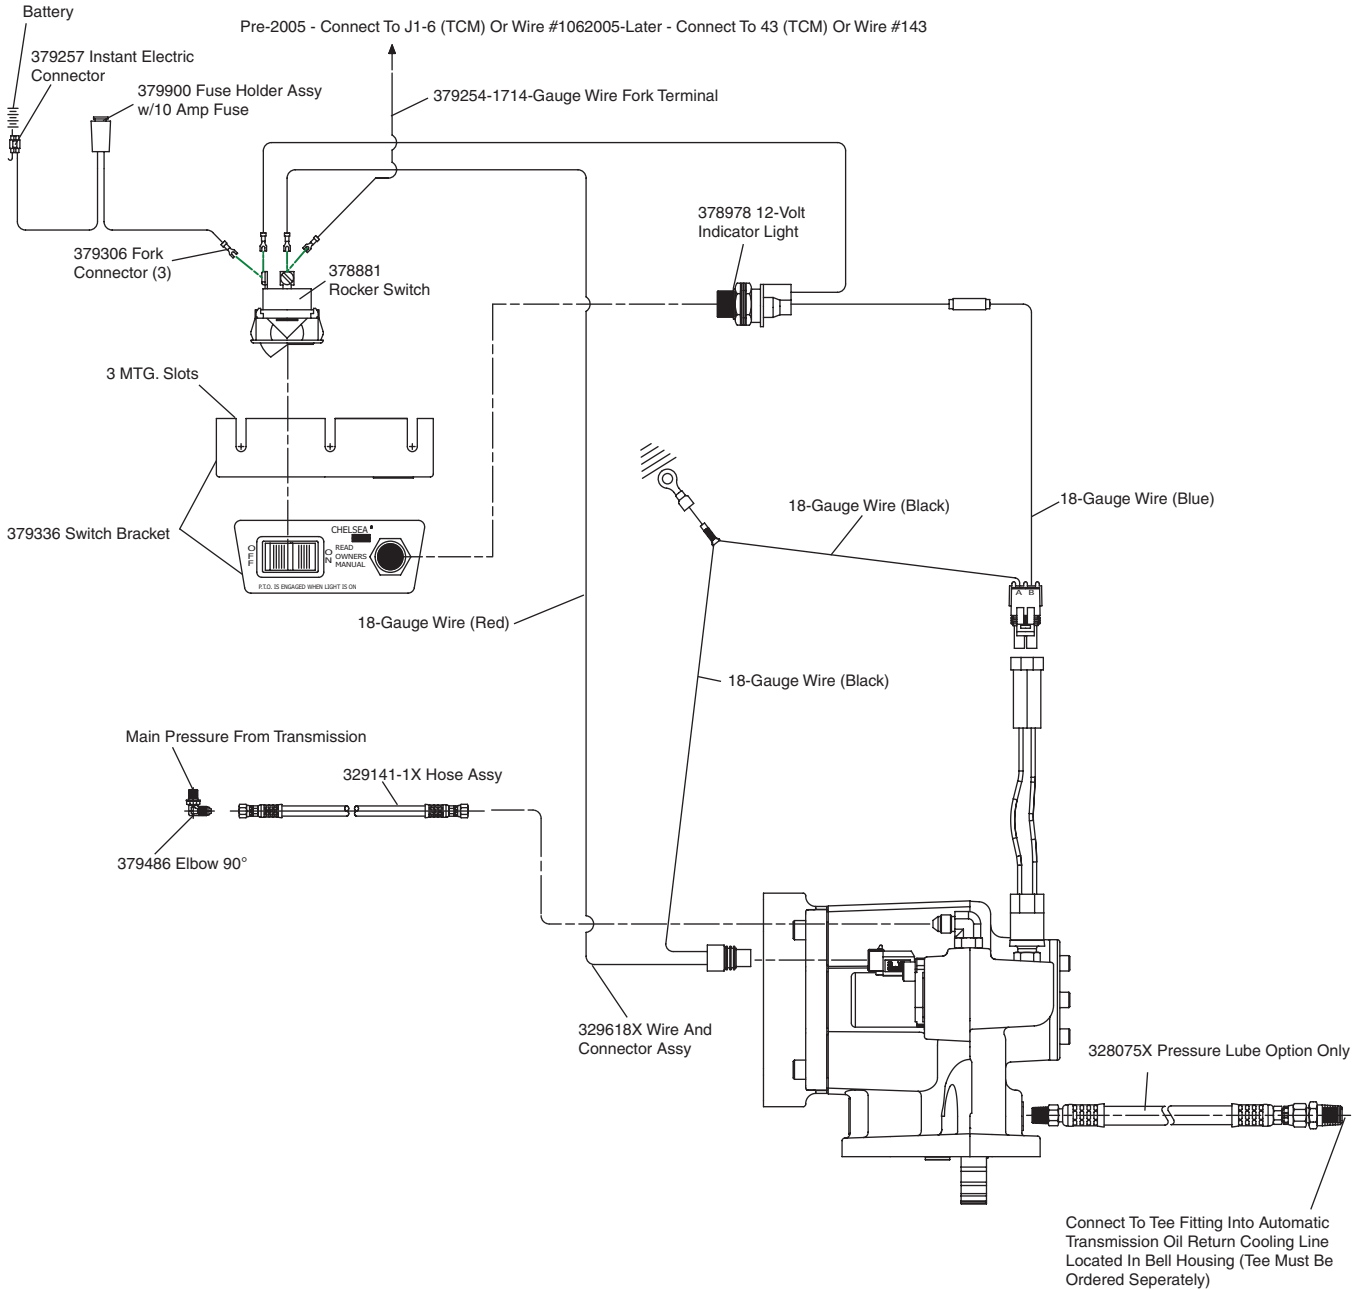 Battery
Pre-2005 - Connect To J1-6 (TCM) Or Wire #1062005-Later - Connect To 43 (TCM) Or Wire #143
379257 Instant Electric
Connector
379900 Fuse Holder Assy
w/10 Amp Fuse
379254-1714-Gauge Wire Fork Terminal
378978 12-Volt
Indicator Light
379306 Fork
Connector (3)
378881
Rocker Switch
3 MTG. Slots
18-Gauge Wire (Black)
18-Gauge Wire (Blue)
379336 Switch Bracket
CHELSEA
OFF
ON
READ
OWNERS
MANUAL
P.T.O. IS ENGAGED WHEN LIGHT IS ON
A B
18-Gauge Wire (Red)
18-Gauge Wire (Black)
Main Pressure From Transmission
329141-1X Hose Assy
379486 Elbow 90°
329618X Wire And
Connector Assy
328075X Pressure Lube Option Only
Connect To Tee Fitting Into Automatic
Transmission Oil Return Cooling Line
Located In Bell Housing (Tee Must Be
Ordered Seperately)